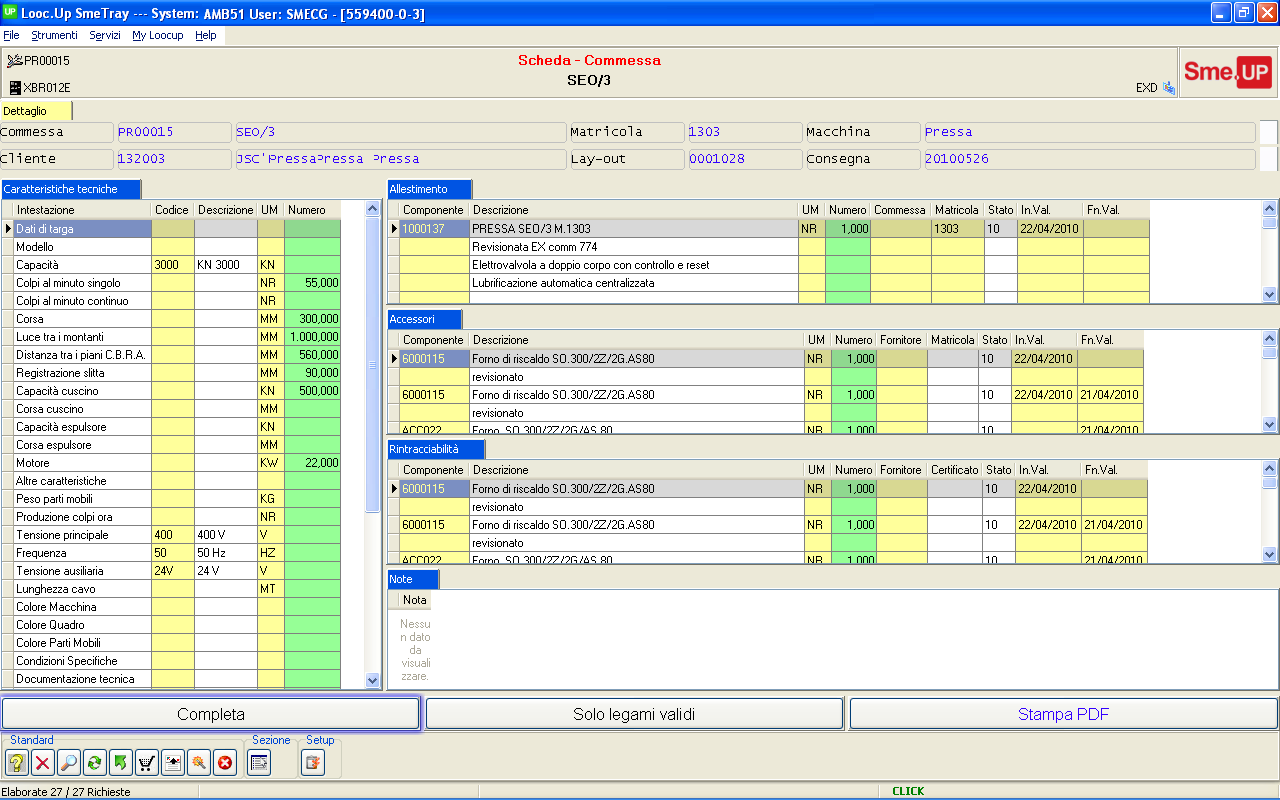 UP Looc.Up SmeTray --- System: AMB51 User: SMECG - [559400-0-3]
File Strumenti Servizi My Loocup Help
PR00015 Scheda - Commessa
XBR012E SEO/3 EXD Sme.UP
Dettaglio
Commessa PR00015 SEO/3 Matricola 1303 Macchina Pressa
Cliente 132003 JSC'PressaPressa Pressa Lay-out 0001028 Consegna 20100526
Caratteristiche tecniche
Intestazione Codice Descrizione UM Numero
Dati di targa
Modello
Capacità 3000 KN 3000 KN
Colpi al minuto singolo NR 55,000
Colpi al minuto continuo NR
Corsa MM 300,000
Luce tra i montanti MM 1.000,000
Distanza tra i piani C.B.R.A. MM 560,000
Registrazione slitta MM 90,000
Capacità cuscino KN 500,000
Corsa cuscino MM
Capacità espulsore KN
Corsa espulsore MM
Motore KW 22,000
Altre caratteristiche
Peso parti mobili KG
Produzione colpi ora NR
Tensione principale 400 400 V V
Frequenza 50 50 Hz HZ
Tensione ausiliaria 24V 24 V V
Lunghezza cavo MT
Colore Macchina
Colore Quadro
Colore Parti Mobili
Condizioni Specifiche
Documentazione tecnica
Allestimento
Componente Descrizione UM Numero Commessa Matricola Stato In.Val. Fn.Val.
1000137 PRESSA SEO/3 M.1303 NR 1,000 1303 10 22/04/2010
Revisionata EX comm 774
Elettrovalvola a doppio corpo con controllo e reset
Lubrificazione automatica centralizzata
Accessori
Componente Descrizione UM Numero Fornitore Matricola Stato In.Val. Fn.Val.
6000115 Forno di riscaldo SO.300/2Z/2G.AS80 NR 1,000 10 22/04/2010
revisionato
6000115 Forno di riscaldo SO.300/2Z/2G.AS80 NR 1,000 10 22/04/2010 21/04/2010
revisionato
ACC022 Forno SO.300/2Z/2G/AS.80 NR 1,000 10 21/04/2010
Rintracciabilità
Componente Descrizione UM Numero Fornitore Certificato Stato In.Val. Fn.Val.
6000115 Forno di riscaldo SO.300/2Z/2G.AS80 NR 1,000 10 22/04/2010
revisionato
6000115 Forno di riscaldo SO.300/2Z/2G.AS80 NR 1,000 10 22/04/2010 21/04/2010
revisionato
ACC022 Forno SO.300/2Z/2G/AS.80 NR 1,000 10 21/04/2010
Note
Nota
Nessu
n dato
da
visuali
zzare.
Completa Solo legami validi Stampa PDF
Standard Sezione Setup
Elaborate 27 / 27 Richieste CLICK